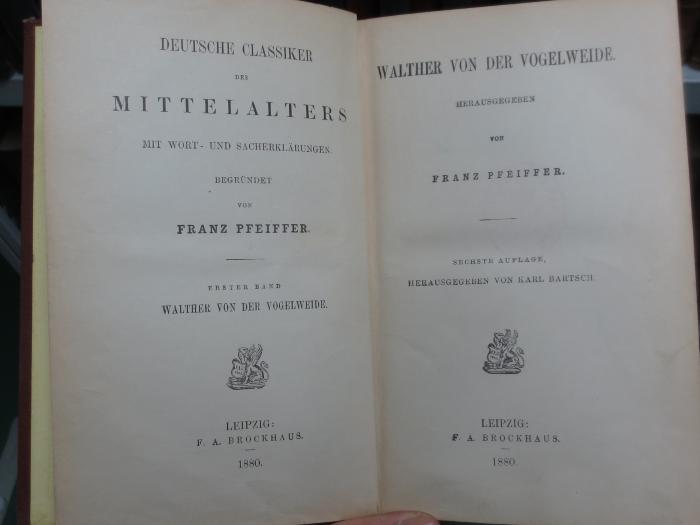 DEUTSCHE CLASSIKER
DES
MITTELALTERS
MIT WORT- UND SACHERKLÄRUNGEN.
BEGRÜNDET
VON
FRANZ PFEIFFER.
ERSTER BAND
WALTHER VON DER VOGELWEIDE.
LEIPZIG:
F. A. BROCKHAUS.
1880.
WALTHER VON DER VOGELWEIDE.
HERAUSGEGEBEN
VON
FRANZ PFEIFFER.
SECHSTE AUFLAGE,
HERAUSGEGEBEN VON KARL BARTSCH.
LEIPZIG:
F. A. BROCKHAUS.
1880.